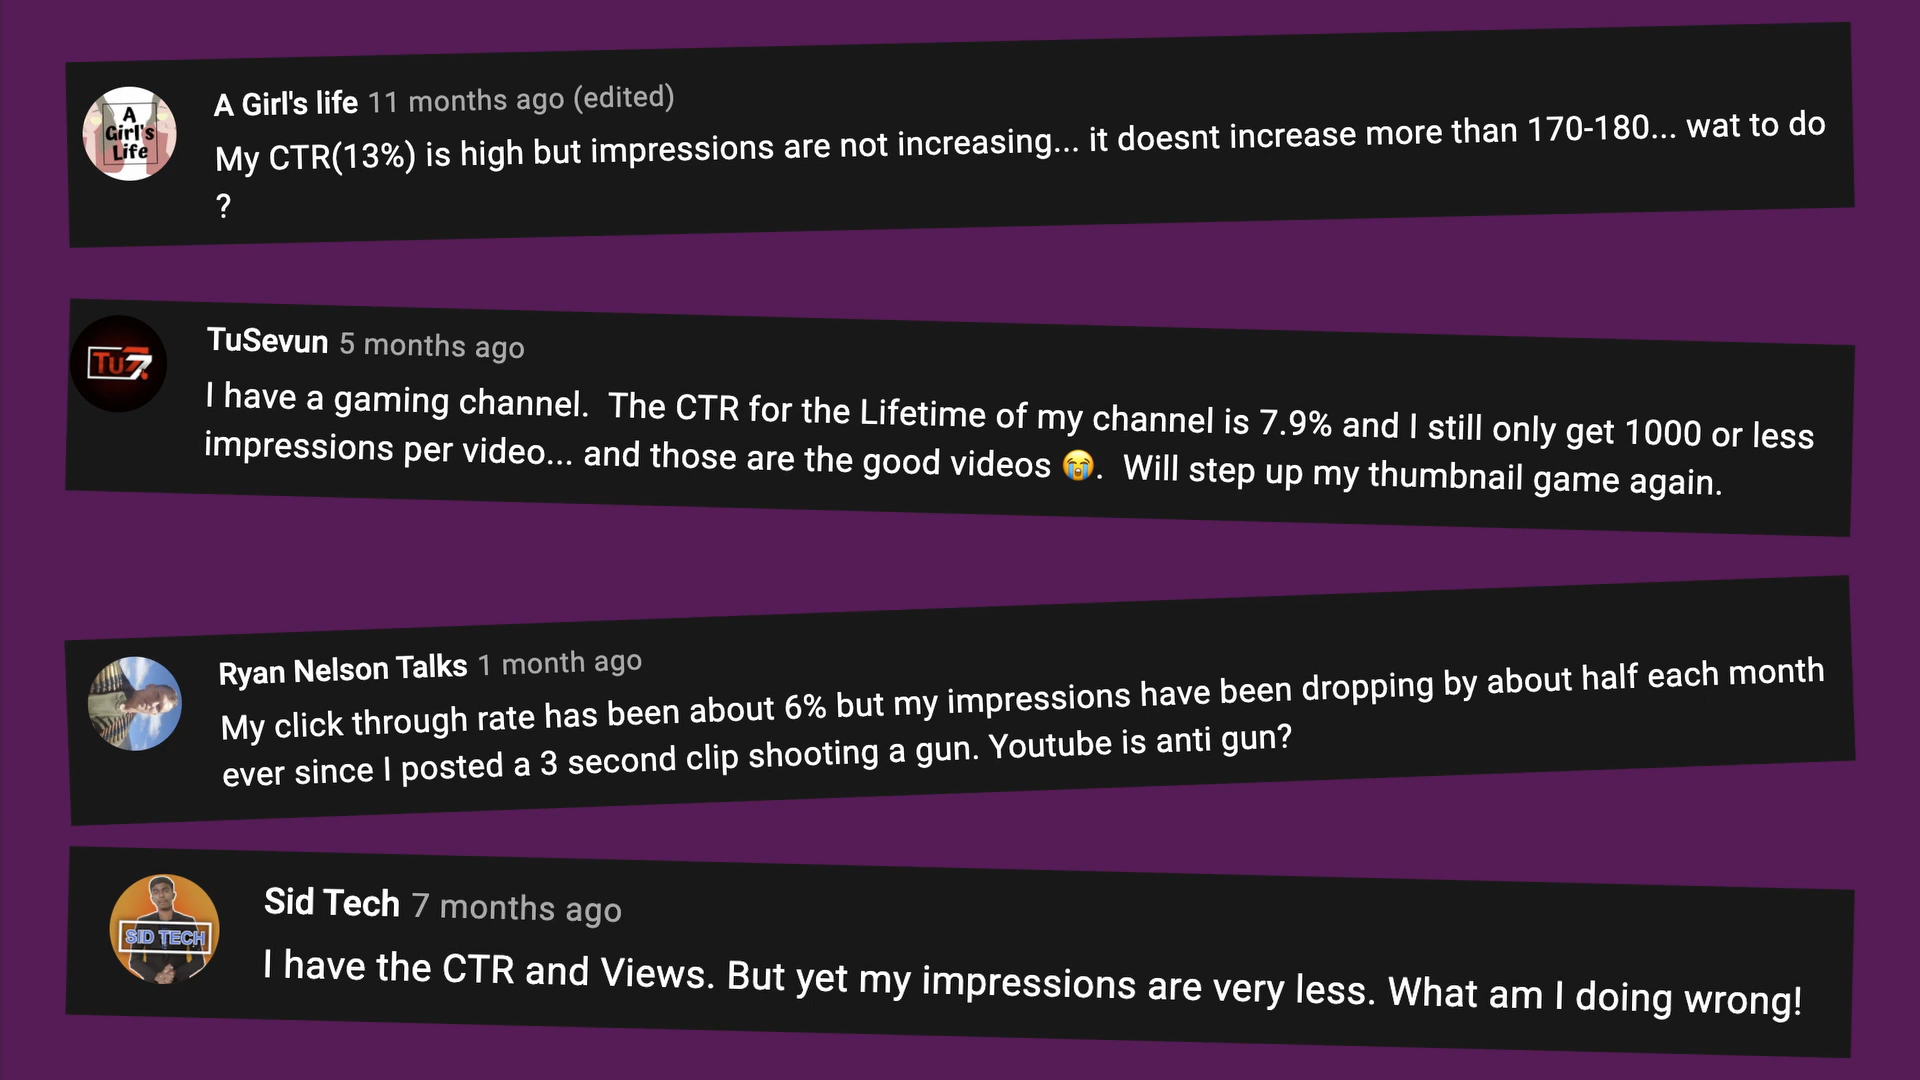 A Girl's life 11 months ago (edited)
A
Girl's
Life
My CTR(13%) is high but impressions are not increasing... it doesnt increase more than 170-180... wat to do
?
TuSevun 5 months ago
Tu7
I have a gaming channel.  The CTR for the Lifetime of my channel is 7.9% and I still only get 1000 or less
impressions per video... and those are the good videos 😭.  Will step up my thumbnail game again.
Ryan Nelson Talks 1 month ago
My click through rate has been about 6% but my impressions have been dropping by about half each month
ever since I posted a 3 second clip shooting a gun. Youtube is anti gun?
Sid Tech 7 months ago
SID TECH
I have the CTR and Views. But yet my impressions are very less. What am I doing wrong!